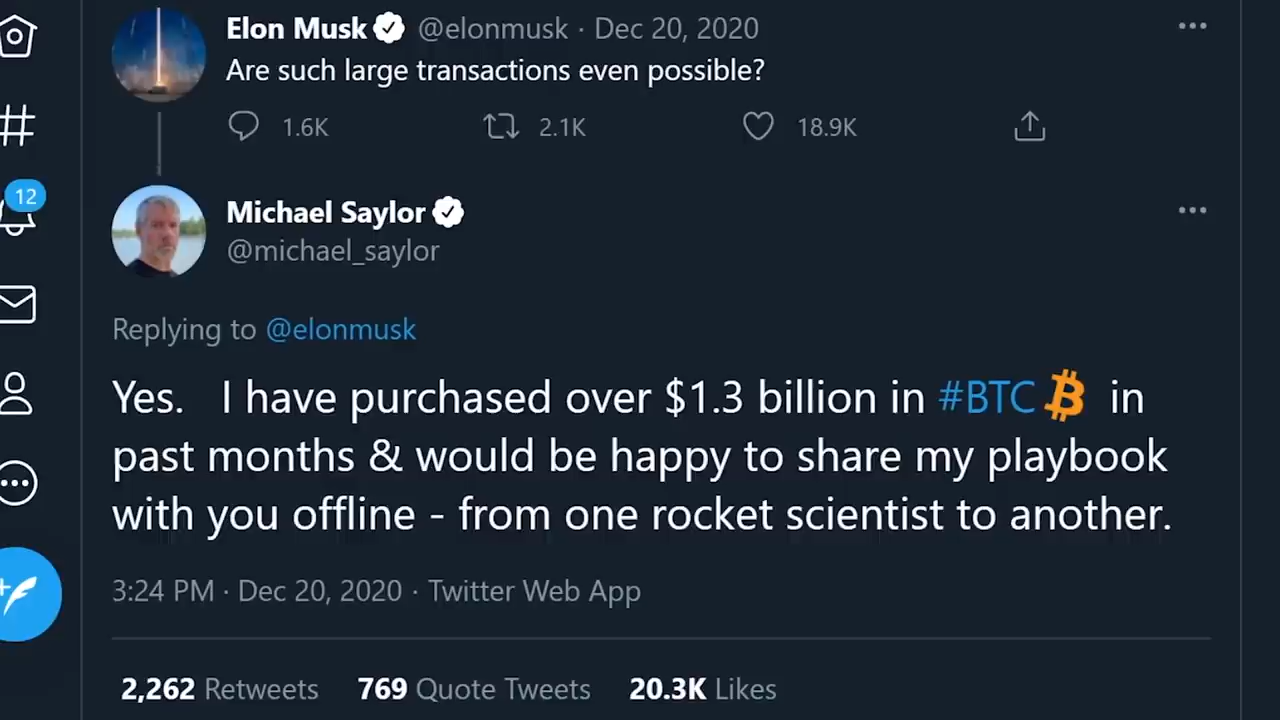 Elon Musk @elonmusk · Dec 20, 2020
Are such large transactions even possible?
1.6K 2.1K 18.9K
12
Michael Saylor
@michael_saylor
Replying to @elonmusk
Yes. I have purchased over $1.3 billion in #BTC in
past months & would be happy to share my playbook
with you offline - from one rocket scientist to another.
3:24 PM · Dec 20, 2020 · Twitter Web App
2,262 Retweets 769 Quote Tweets 20.3K Likes